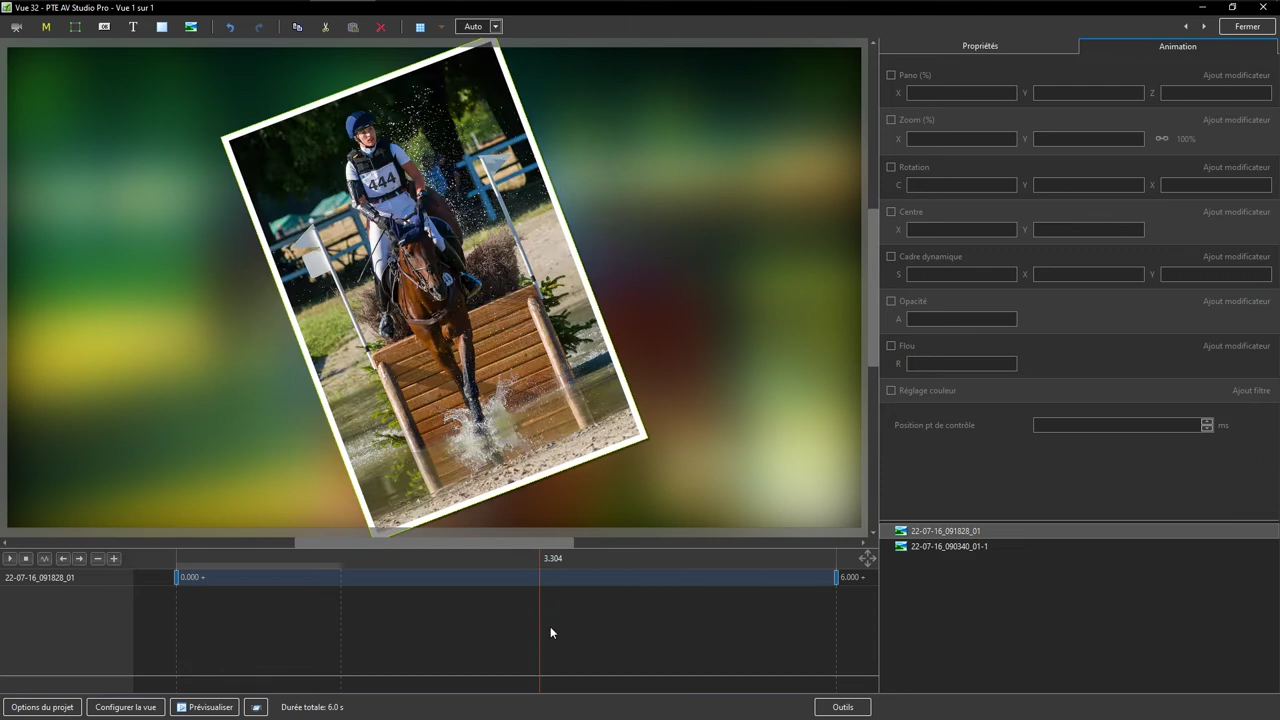 Vue 32 - PTE AV Studio Pro - Vue 1 sur 1
M OK T Auto Fermer
Propriétés Animation
Pano (%) Ajout modificateur
X Y Z
Zoom (%) Ajout modificateur
X Y 100%
Rotation Ajout modificateur
C Y X
Centre Ajout modificateur
X Y
Cadre dynamique Ajout modificateur
S X Y
Opacité Ajout modificateur
A
Flou Ajout modificateur
R
Réglage couleur Ajout filtre
Position pt de contrôle ms
444
22-07-16_091828_01
22-07-16_090340_01-1
3.304
22-07-16_091828_01 0.000 + 6.000 +
Options du projet Configurer la vue Prévisualiser Durée totale: 6.0 s Outils